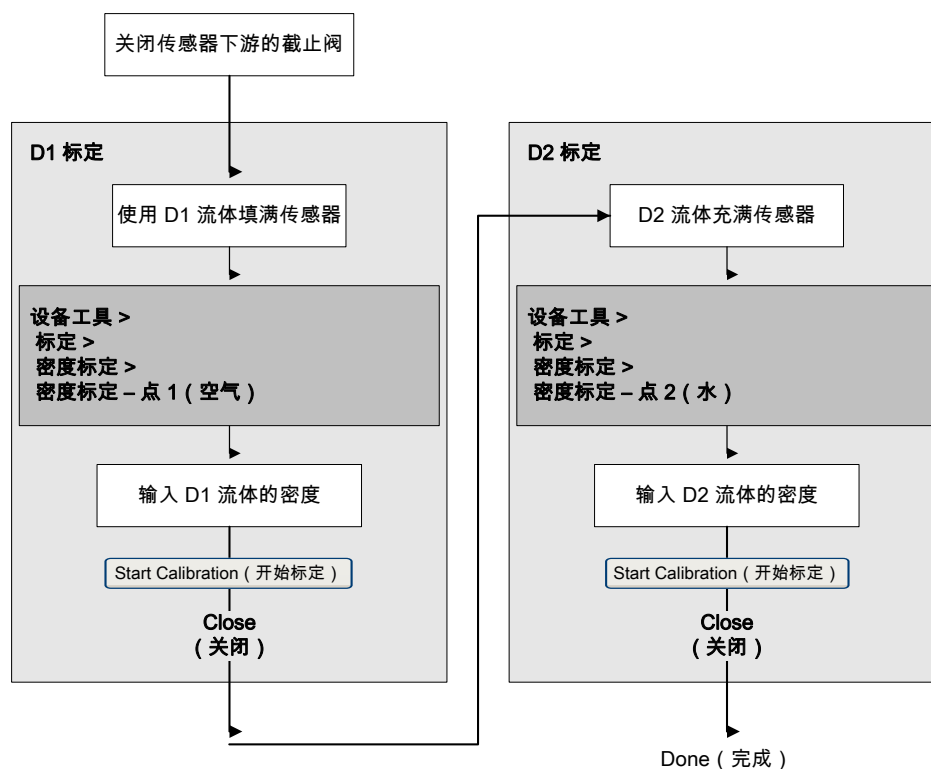 关闭传感器下游的截止阀
D1 标定
使用 D1 流体填满传感器
设备工具 >
标定 >
密度标定 >
密度标定 – 点 1（空气）
输入 D1 流体的密度
Start Calibration（开始标定）
Close
（关闭）
D2 标定
D2 流体充满传感器
设备工具 >
标定 >
密度标定 >
密度标定 – 点 2（水）
输入 D2 流体的密度
Start Calibration（开始标定）
Close
（关闭）
Done（完成）